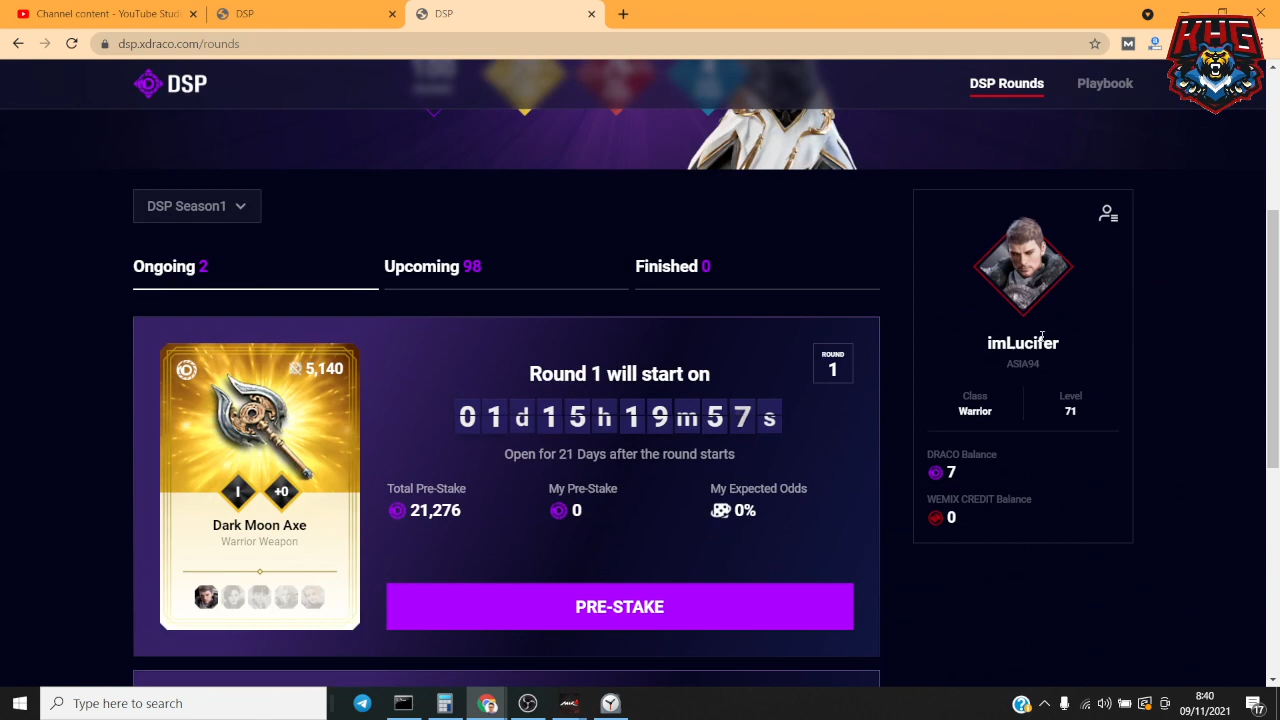 Channel content - YouTube Studi
DSP
DSP
dsp.xdraco.com/rounds
KHG
DSP
DSP Rounds
Playbook
DSP Season1
Ongoing 2
Upcoming 98
Finished 0
5,140
I
+0
Dark Moon Axe
Warrior Weapon
Round 1 will start on
ROUND
1
01d15h19m57s
Open for 21 Days after the round starts
Total Pre-Stake
21,276
My Pre-Stake
0
My Expected Odds
0%
PRE-STAKE
imLucifer
ASIA94
Class
Warrior
Level
71
DRACO Balance
7
WEMIX CREDIT Balance
0
Type here to search
8:40
09/11/2021
17